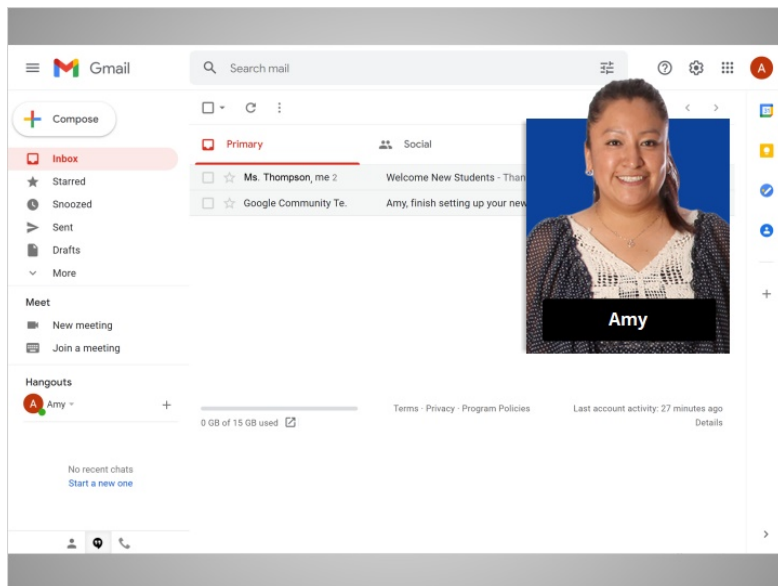 Gmail
Search mail
A
Compose
Primary
Social
Inbox
Ms. Thompson, me 2
Welcome New Students - Than
Starred
Snoozed
Google Community Te.
Amy, finish setting up your new
Sent
Drafts
More
Meet
New meeting
Join a meeting
Amy
Hangouts
A Amy
0 GB of 15 GB used
Terms · Privacy · Program Policies
Last account activity: 27 minutes ago
Details
No recent chats
Start a new one